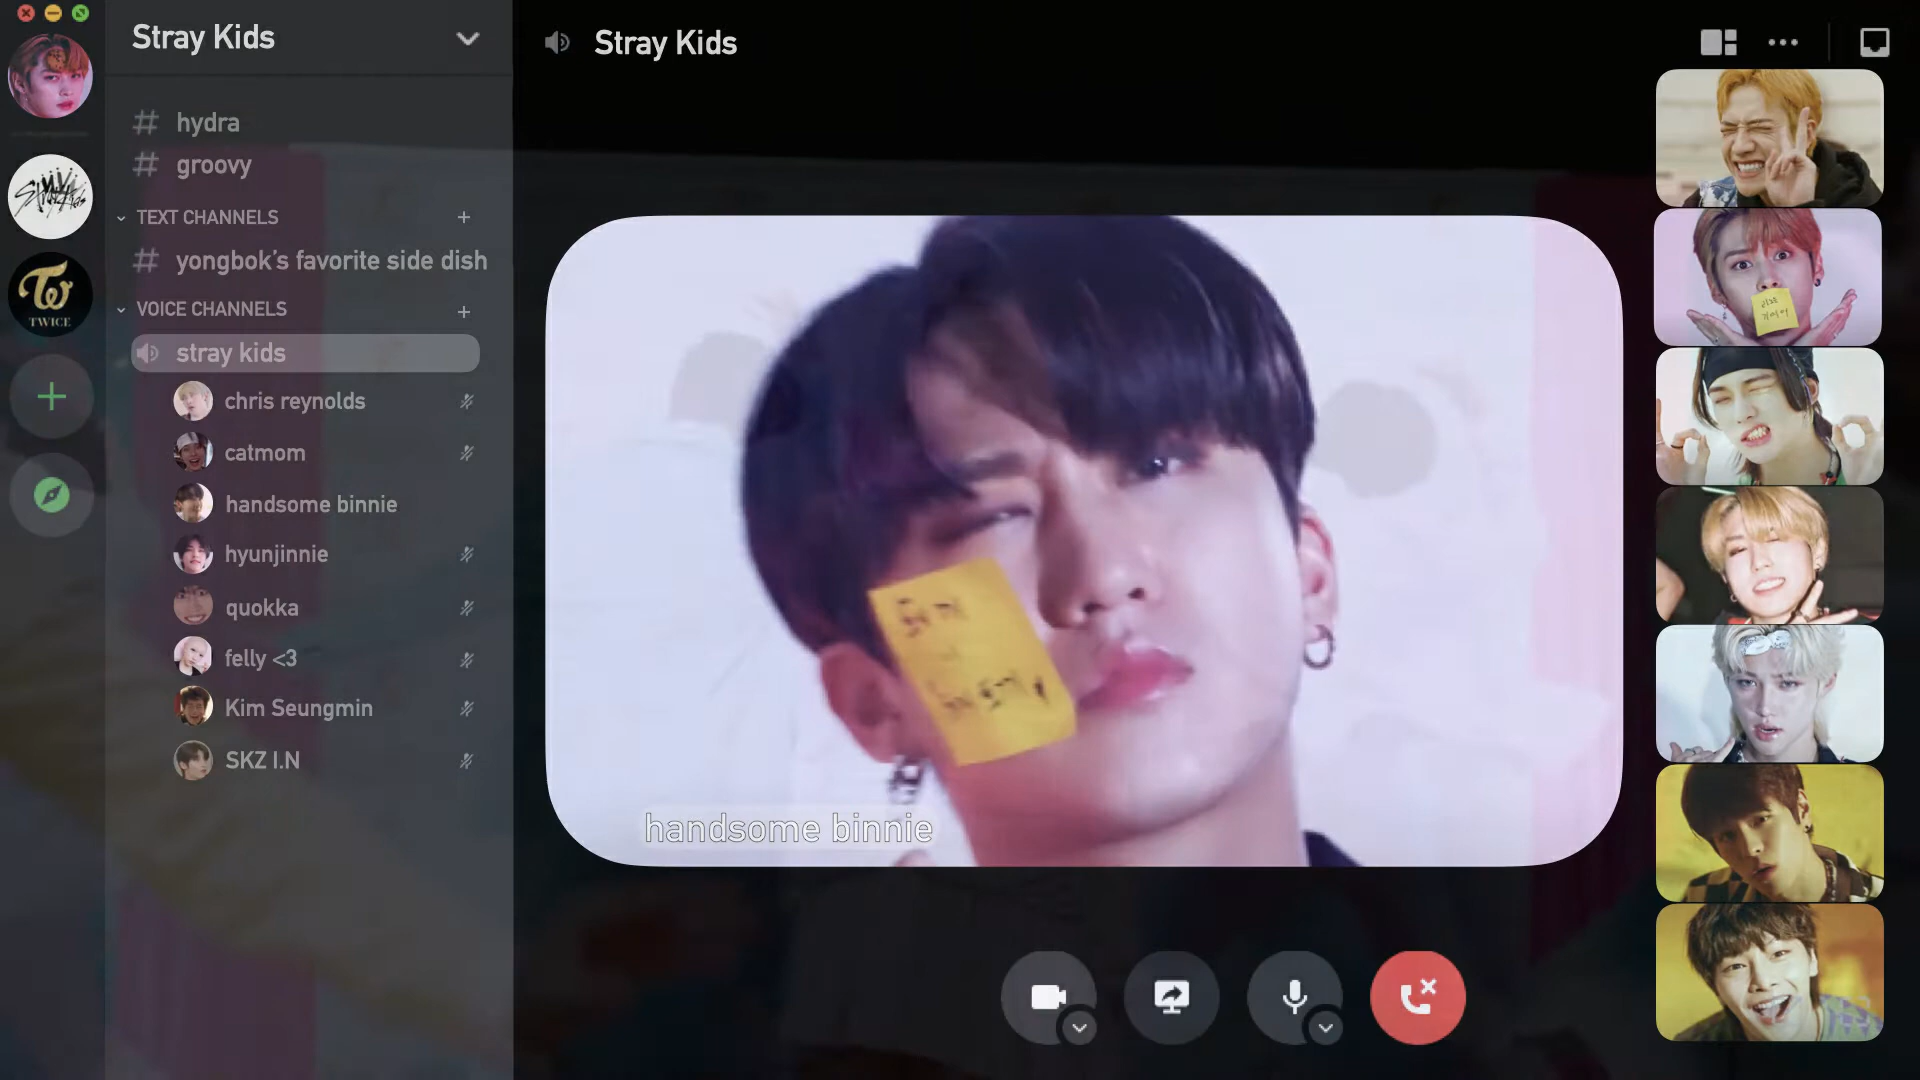 Stray Kids
Stray Kids
hydra
groovy
TEXT CHANNELS
yongbok's favorite side dish
VOICE CHANNELS
stray kids
chris reynolds
catmom
handsome binnie
hyunjinnie
quokka
felly <3
Kim Seungmin
SKZ I.N
TWICE
handsome binnie